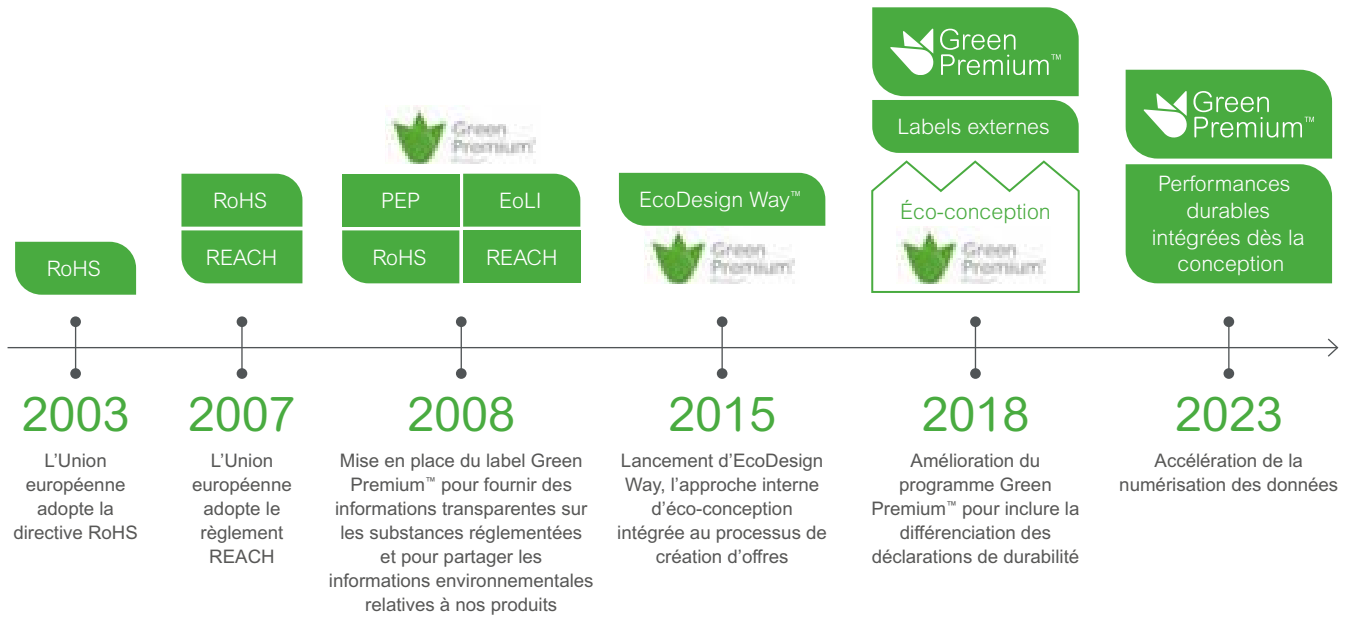 RoHS
2003
L’Union
européenne
adopte la
directive RoHS
RoHS
REACH
2007
L’Union
européenne
adopte le
règlement
REACH
Green
Premium
PEP
EoLI
RoHS
REACH
2008
Mise en place du label Green
Premium™ pour fournir des
informations transparentes sur
les substances réglementées
et pour partager les
informations environnementales
relatives à nos produits
EcoDesign Way™
Green
Premium
2015
Lancement d’EcoDesign
Way, l’approche interne
d’éco-conception
intégrée au processus de
création d’offres
Green
Premium™
Labels externes
Éco-conception
Green
Premium
2018
Amélioration du
programme Green
Premium™ pour inclure la
différenciation des
déclarations de durabilité
Green
Premium™
Performances
durables
intégrées dès la
conception
2023
Accélération de la
numérisation des données